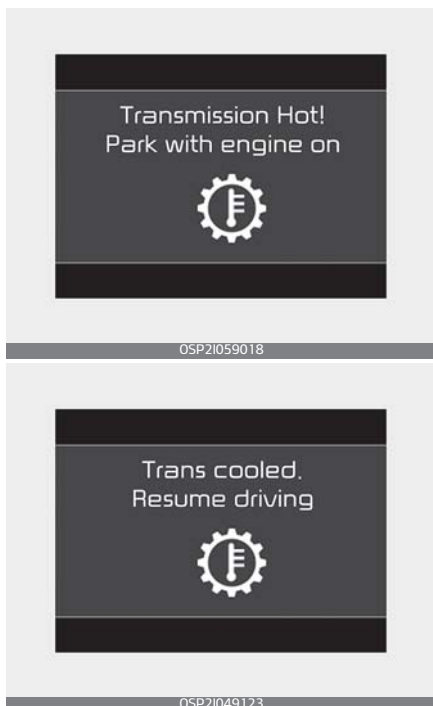 Transmission Hot!
Park with engine on
OSP2I059018
Trans cooled.
Resume driving
OSP2I049123